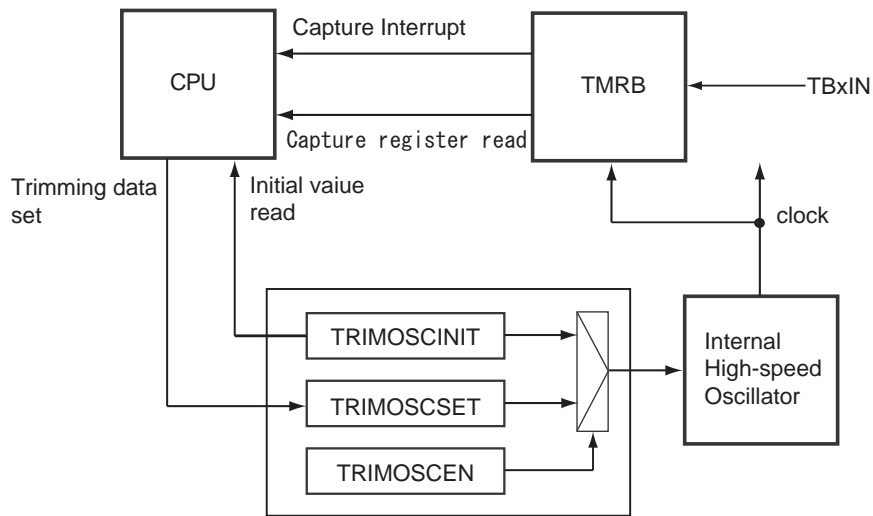 Capture Interrupt
CPU
TMRB
TBxIN
Capture register read
Trimming data
set
Initial vaiue
read
clock
TRIMOSCINIT
TRIMOSCSET
TRIMOSCEN
Internal
High-speed
Oscillator